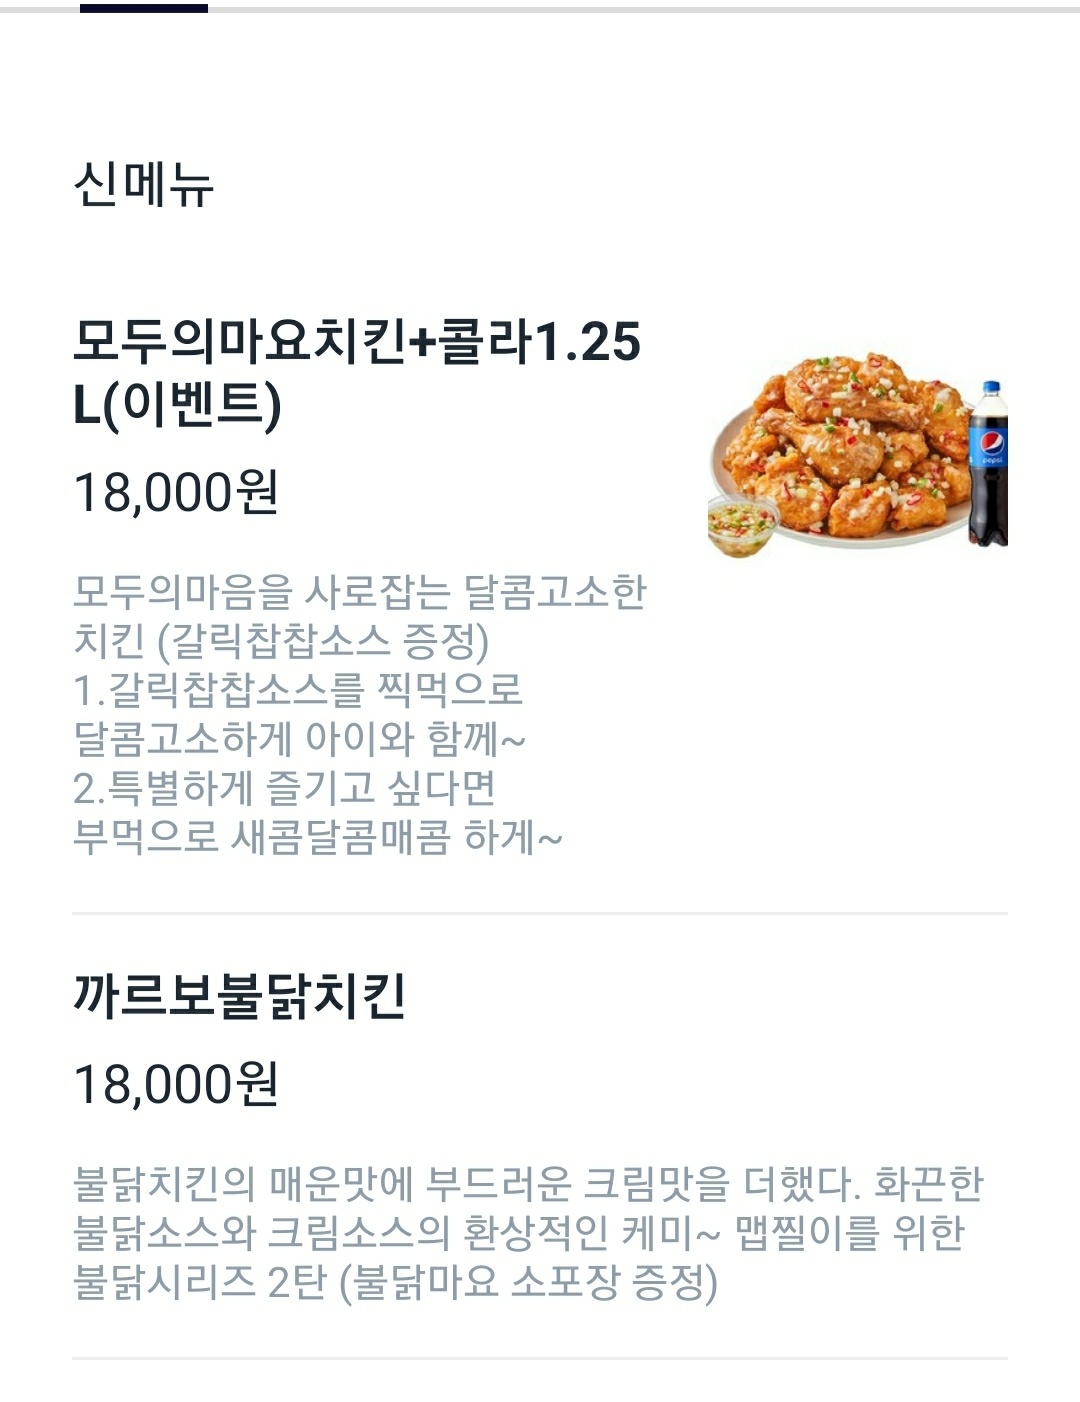 신메뉴
모두의마요치킨+콜라1.25
L(이벤트)
18,000원
pepsi
모두의마음을 사로잡는 달콤고소한
치킨 (갈릭찹찹소스 증정)
1.갈릭찹찹소스를 찍먹으로
달콤고소하게 아이와 함께~
2.특별하게 즐기고 싶다면
부먹으로 새콤달콤매콤 하게~
까르보불닭치킨
18,000원
불닭치킨의 매운맛에 부드러운 크림맛을 더했다. 화끈한
불닭소스와 크림소스의 환상적인 케미~ 맵찔이를 위한
불닭시리즈 2탄 (불닭마요 소포장 증정)